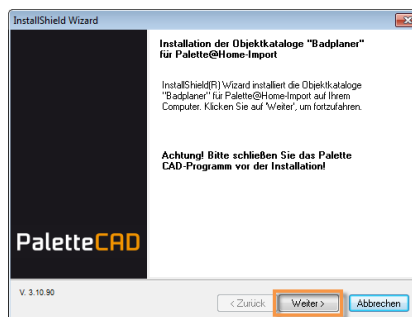 InstallShield Wizard
Installation der Objektkataloge "Badplaner"
für Palette@Home-Import
InstallShield(R) Wizard installiert die Objektkataloge
"Badplaner" für Palette@Home-Import auf Ihrem
Computer. Klicken Sie auf 'Weiter', um fortzufahren.
Achtung! Bitte schließen Sie das Palette
CAD-Programm vor der Installation!
PaletteCAD
V. 3.10.90
< Zurück
Weiter >
Abbrechen